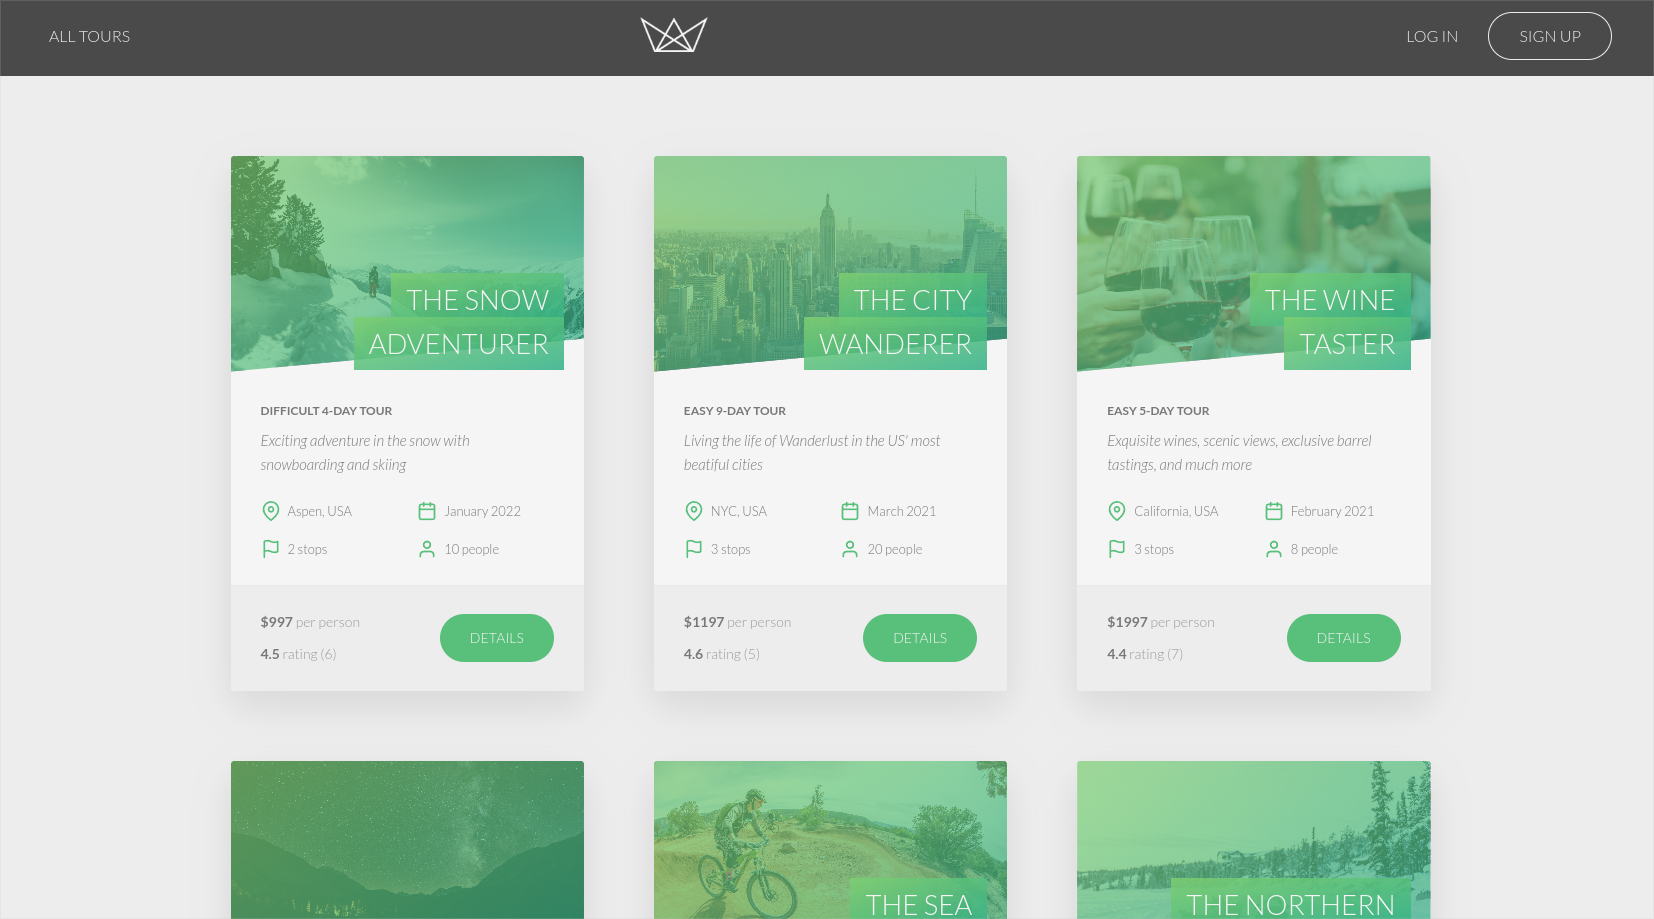 ALL TOURS
LOG IN
SIGN UP
THE SNOW
ADVENTURER
DIFFICULT 4-DAY TOUR
Exciting adventure in the snow with
snowboarding and skiing
Aspen, USA
January 2022
2 stops
10 people
$997 per person
4.5 rating (6)
DETAILS
THE CITY
WANDERER
EASY 9-DAY TOUR
Living the life of Wanderlust in the US' most
beatiful cities
NYC, USA
March 2021
3 stops
20 people
$1197 per person
4.6 rating (5)
DETAILS
THE WINE
TASTER
EASY 5-DAY TOUR
Exquisite wines, scenic views, exclusive barrel
tastings, and much more
California, USA
February 2021
3 stops
8 people
$1997 per person
4.4 rating (7)
DETAILS
THE SEA
THE NORTHERN